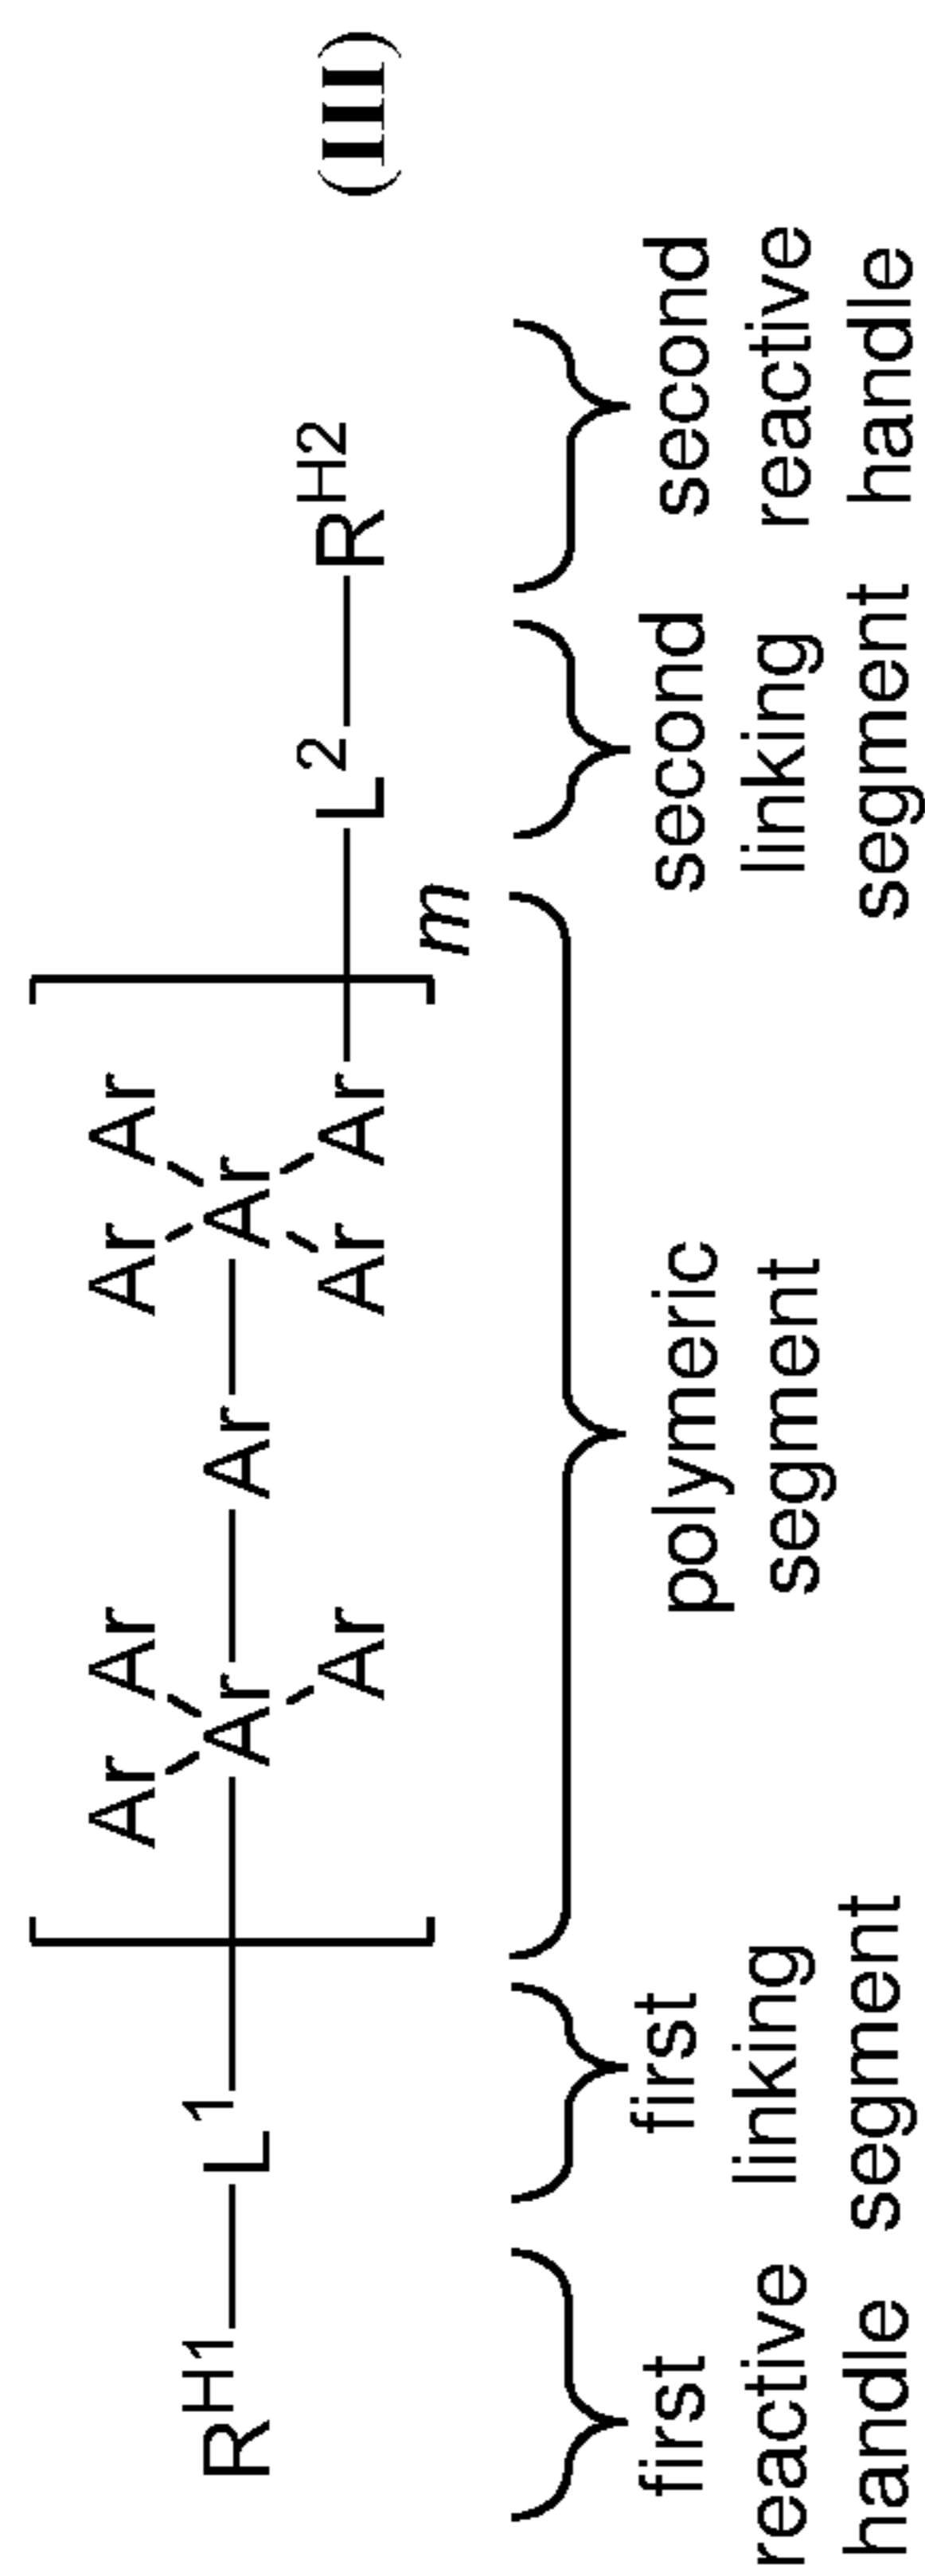 Ar Ar Ar Ar
R^H1—L^1—[Ar—Ar—Ar
Ar Ar Ar]m—L^2—R^H2
(III)
first
reactive
handle
first
linking
segment
polymeric
segment
second
linking
segment
second
reactive
handle